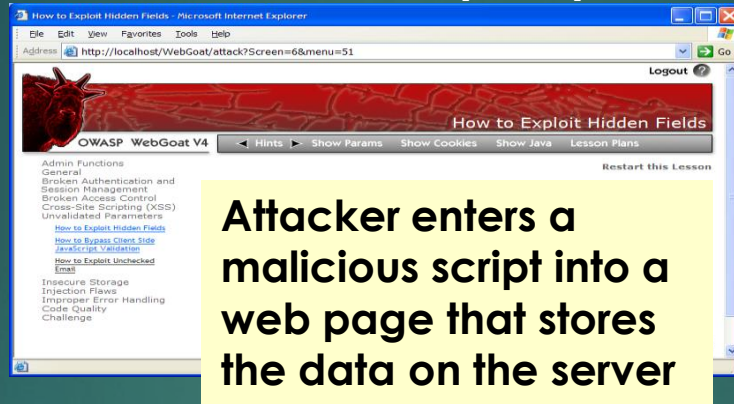 How to Exploit Hidden Fields - Microsoft Internet Explorer
File Edit View Favorites Tools Help
Address http://localhost/WebGoat/attack?Screen=6&menu=51 Go
Logout ?
How to Exploit Hidden Fields
OWASP WebGoat V4 Hints Show Params Show Cookies Show Java Lesson Plans
Restart this Lesson
Admin Functions
General
Broken Authentication and
Session Management
Broken Access Control
Cross-Site Scripting (XSS)
Unvalidated Parameters
How to Exploit Hidden Fields
How to Bypass Client Side
JavaScript Validation
How to Exploit Unchecked
Email
Insecure Storage
Injection Flaws
Improper Error Handling
Code Quality
Challenge
Attacker enters a
malicious script into a
web page that stores
the data on the server